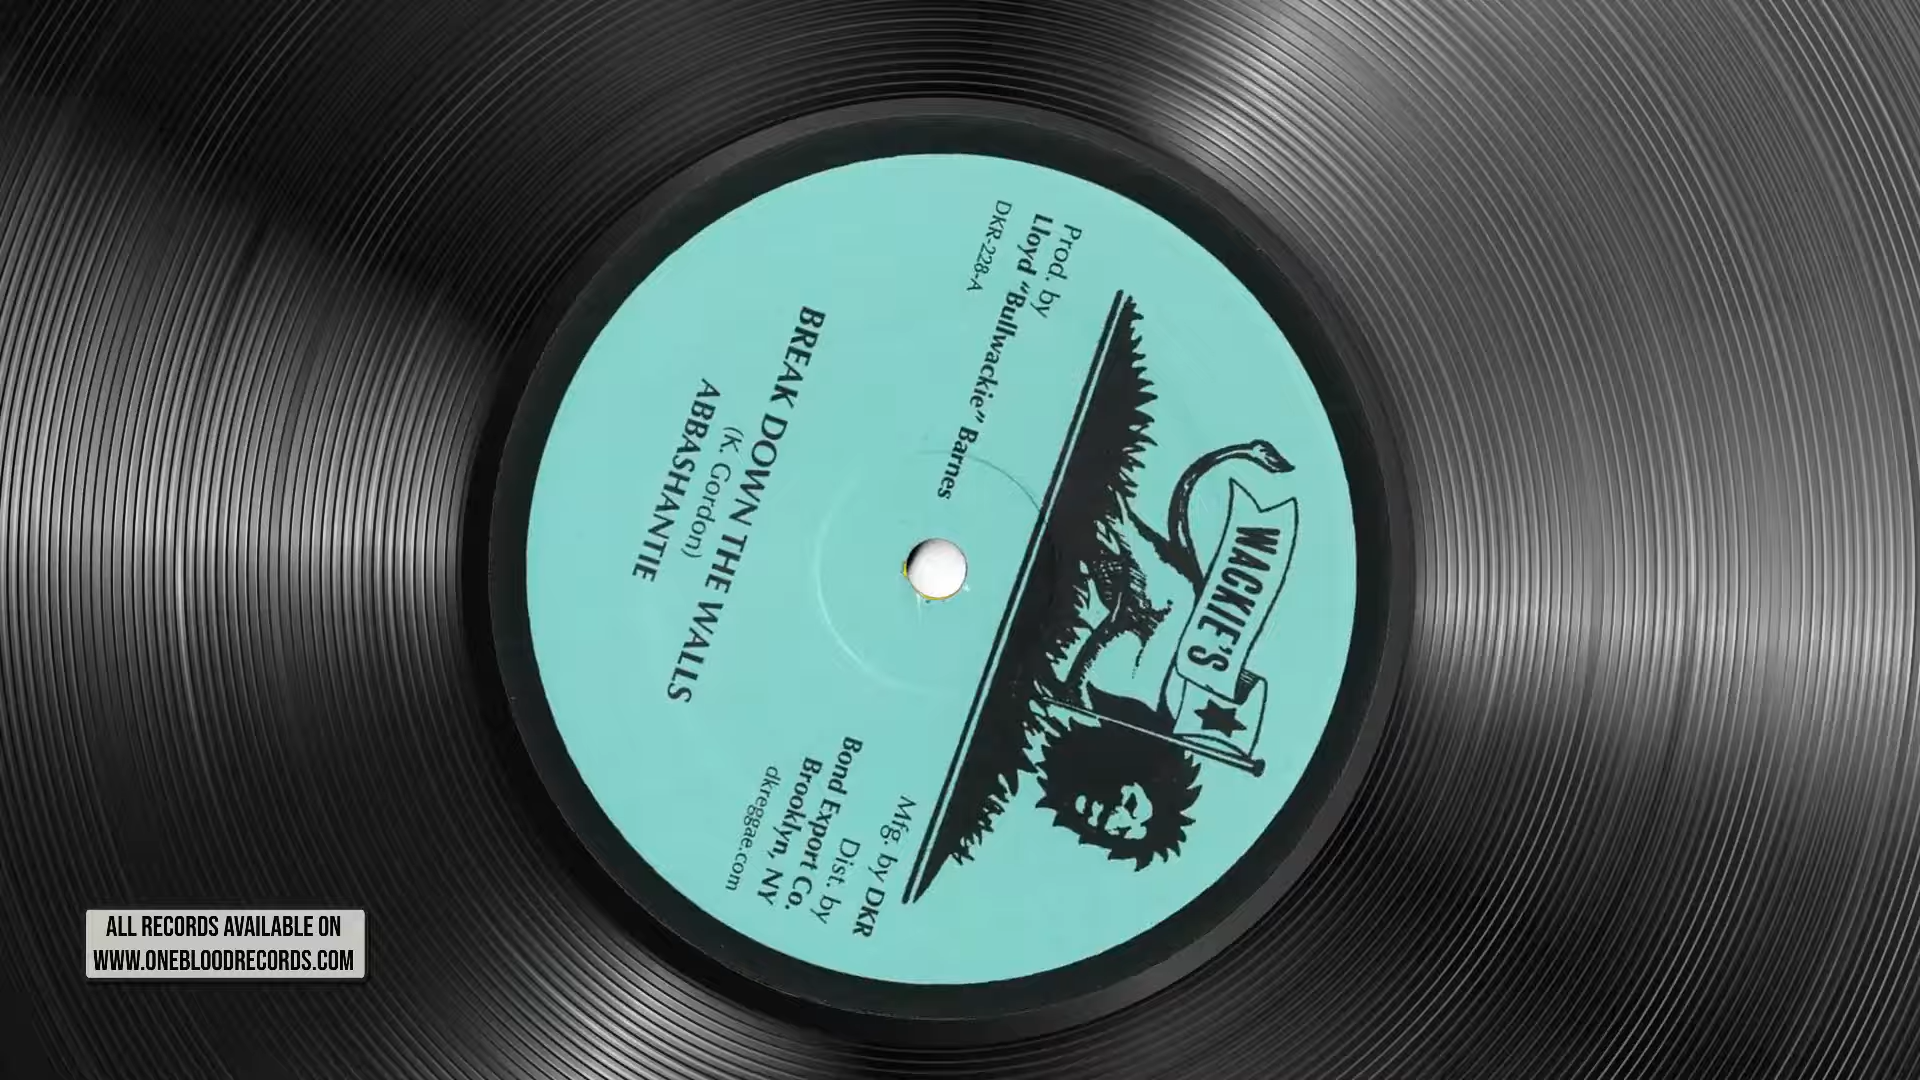 WACKIE'S
Prod. by
Lloyd "Bullwackie" Barnes
DKR-228-A
Mfg. by DKR
Dist. by
Bond Export Co.
Brooklyn, NY
dkreggae.com
BREAK DOWN THE WALLS
(K. Gordon)
ABBASHANTIE
ALL RECORDS AVAILABLE ON
WWW.ONEBLOODRECORDS.COM